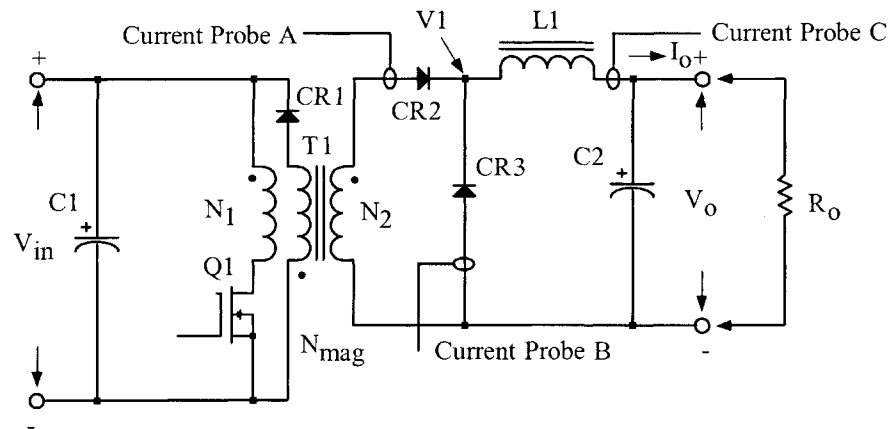 Current Probe A
V1
L1
Current Probe C
+
Io+
CR1
CR2
T1
CR3
C2
C1
+
N1
N2
+
Vo
Ro
Vin
Q1
Nmag
Current Probe B
-
-